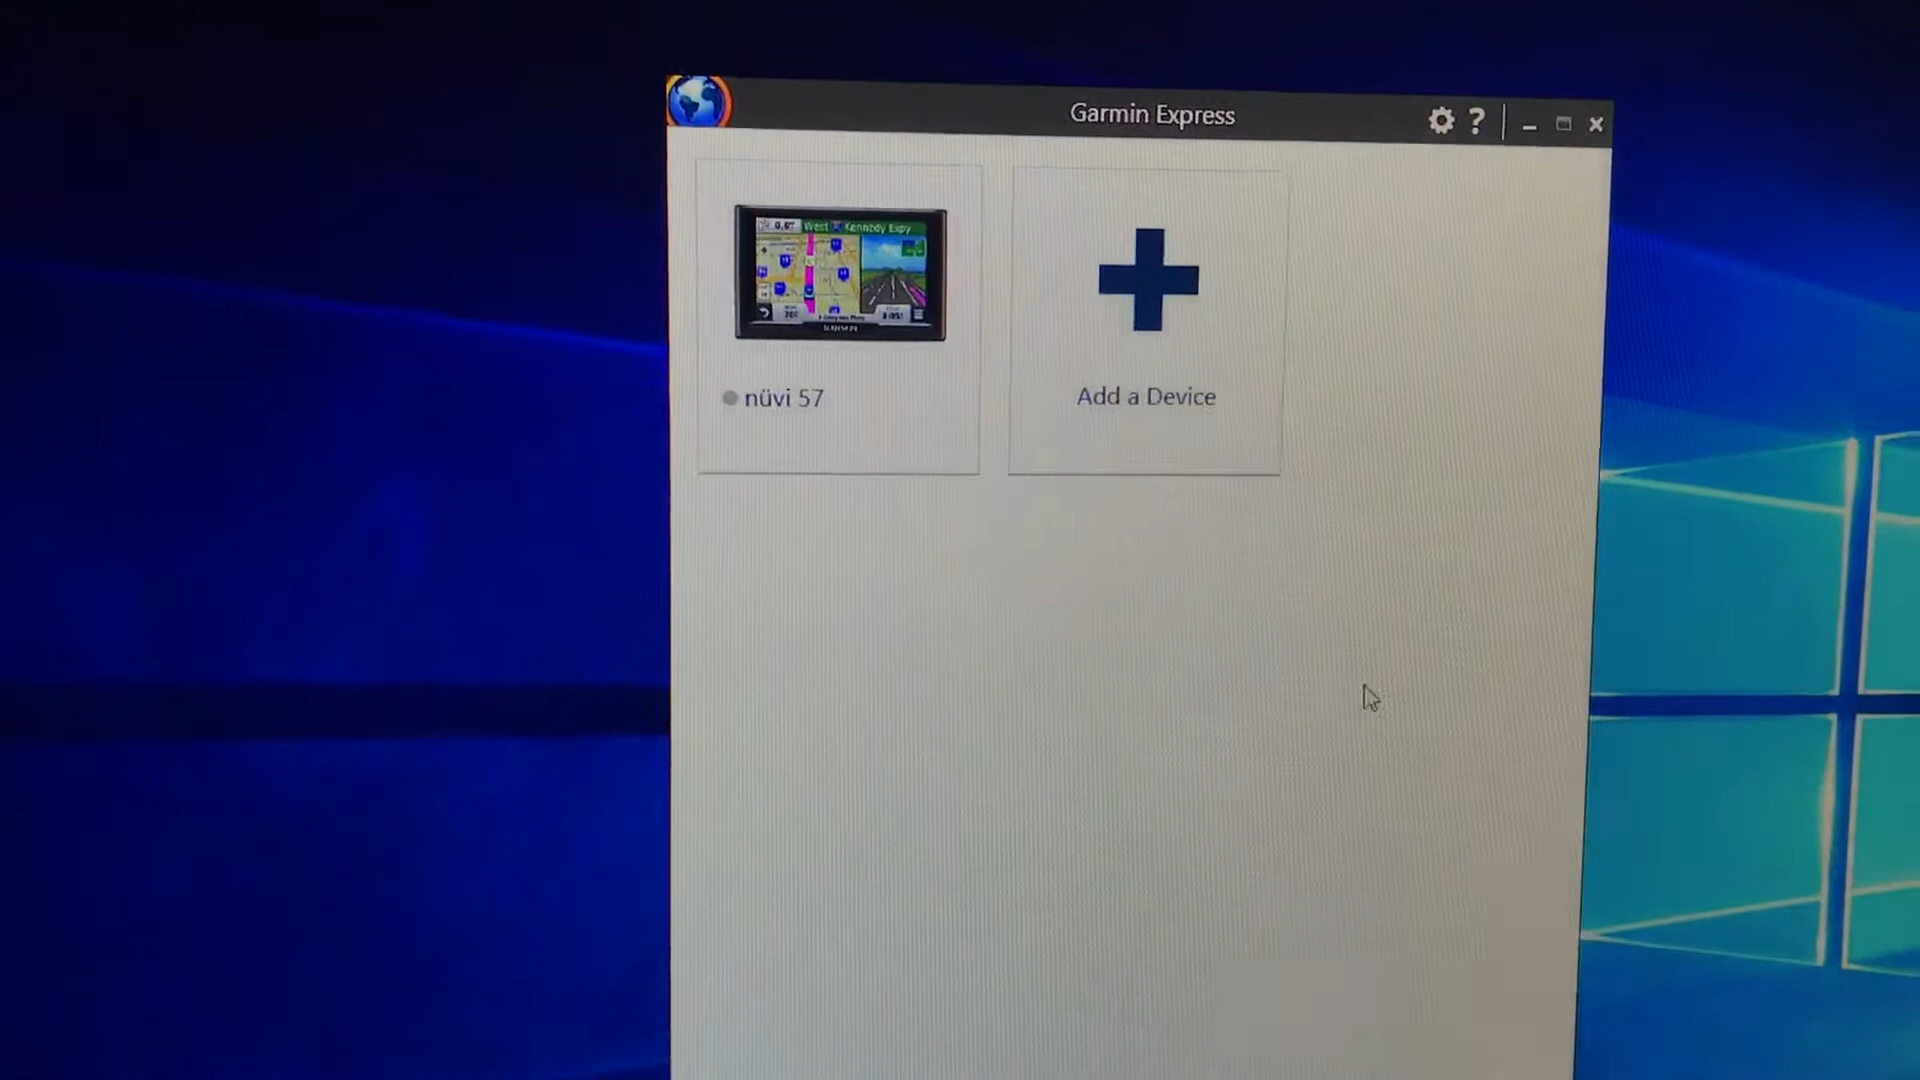 Garmin Express
?
West Kennedy Expy
nüvi 57
Add a Device